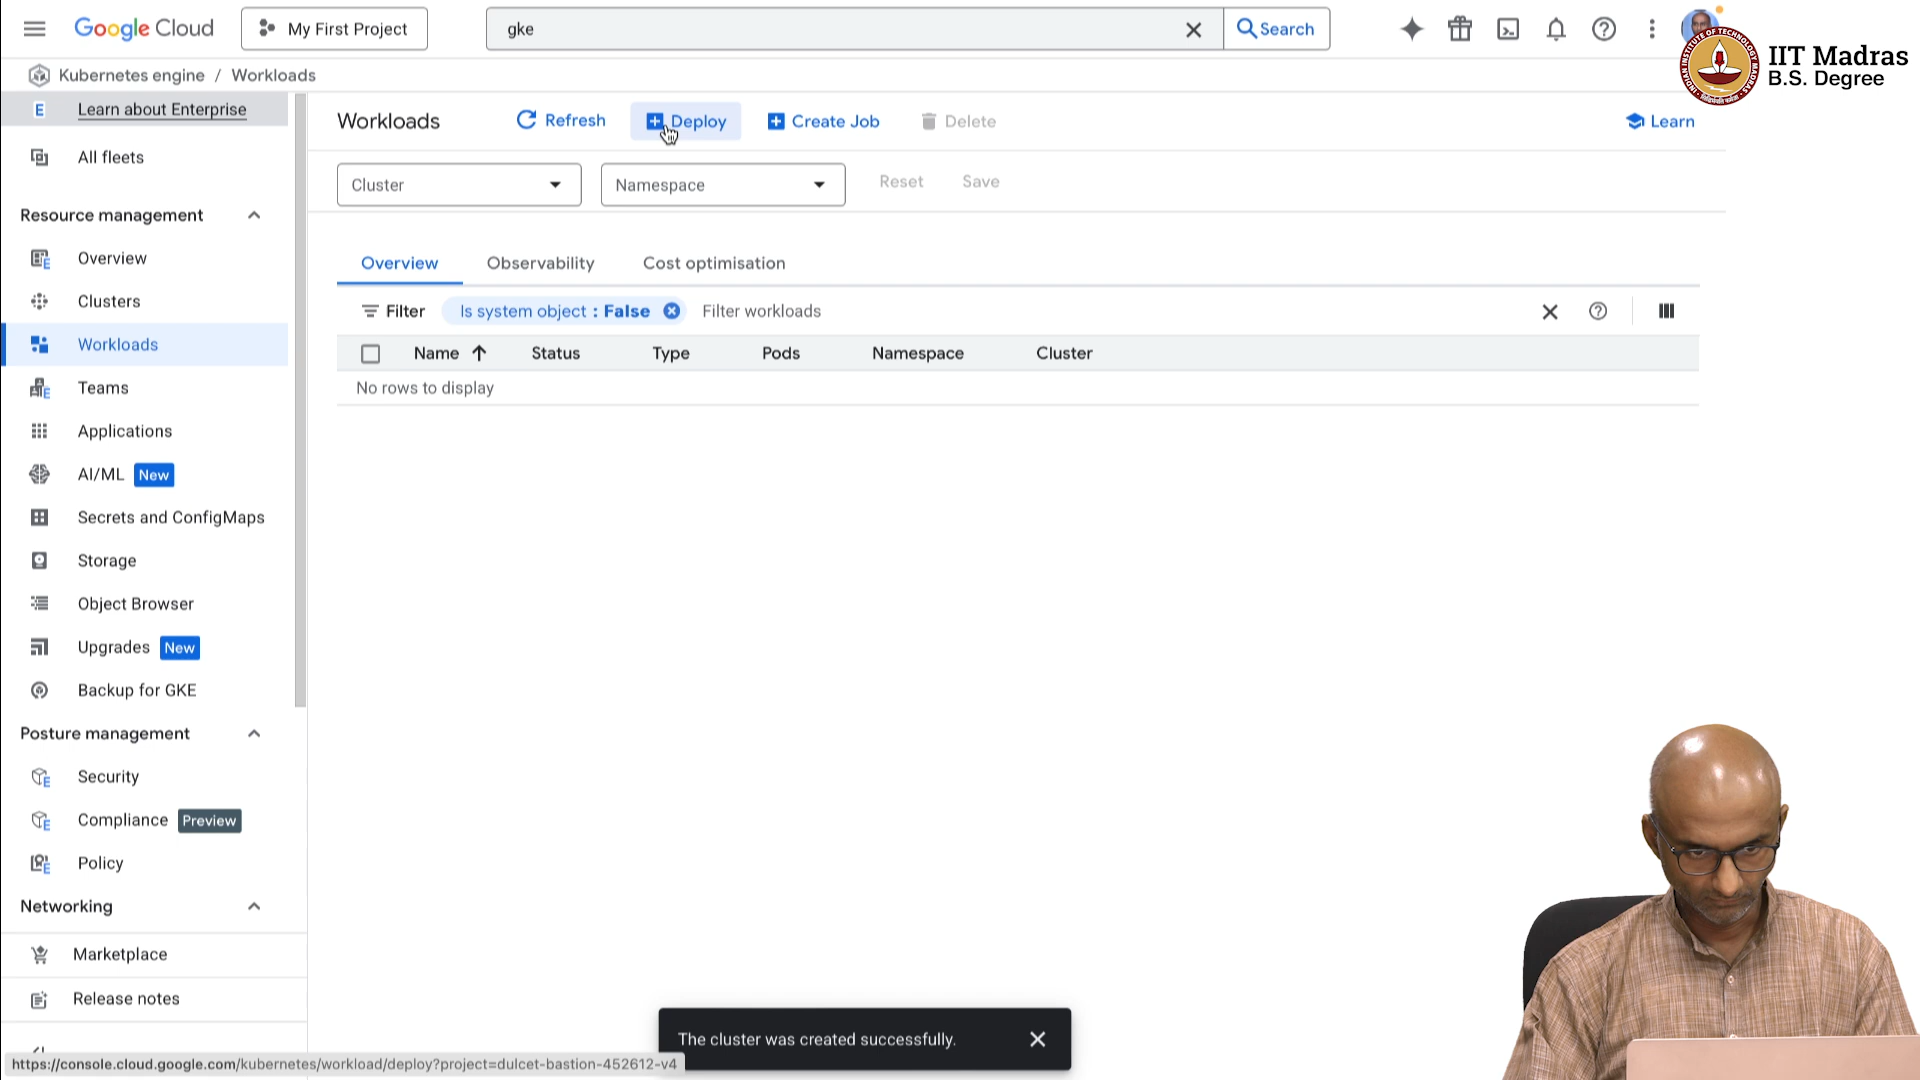 Google Cloud
My First Project
gke
Search
IIT Madras
B.S. Degree
Kubernetes engine / Workloads
E Learn about Enterprise
All fleets
Resource management
Overview
Clusters
Workloads
Teams
Applications
AI/ML New
Secrets and ConfigMaps
Storage
Object Browser
Upgrades New
Backup for GKE
Posture management
Security
Compliance Preview
Policy
Networking
Marketplace
Release notes
Workloads Refresh Deploy Create Job Delete Learn
Cluster Namespace Reset Save
Overview Observability Cost optimisation
Filter Is system object : False Filter workloads
Name Status Type Pods Namespace Cluster
No rows to display
The cluster was created successfully.
https://console.cloud.google.com/kubernetes/workload/deploy?project=dulcet-bastion-452612-v4